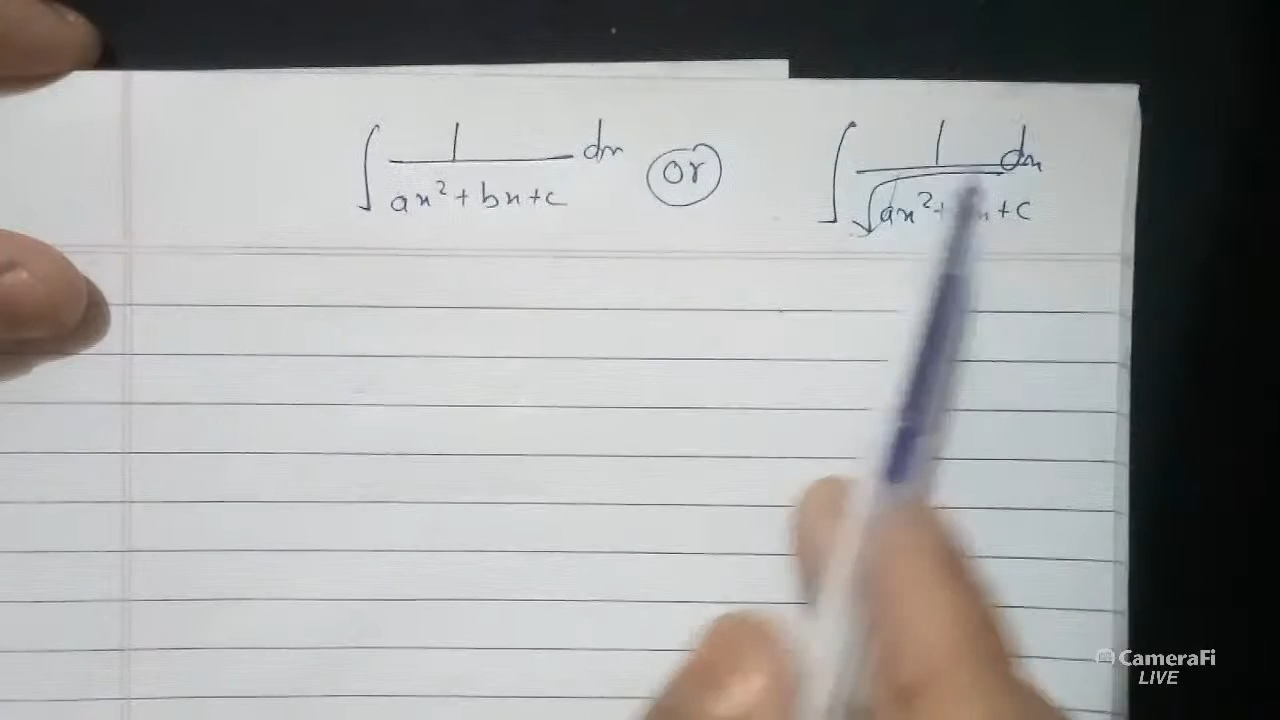 ∫ 1/(ax²+bx+c) dx (or) ∫ 1/√(ax²+ x+c) dx
CameraFi
LIVE